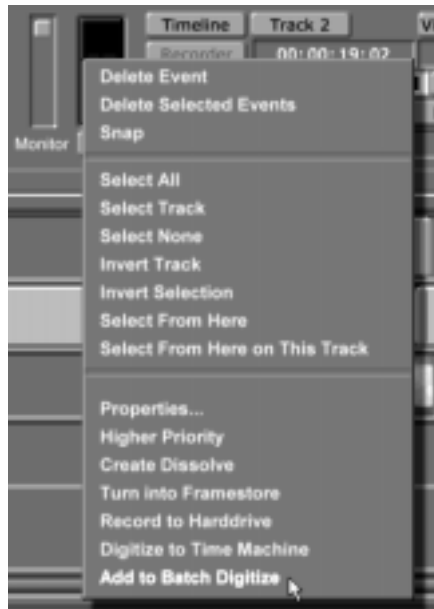 Timeline Track 2
Recorder 00:00:19:02
Monitor
Delete Event
Delete Selected Events
Snap
Select All
Select Track
Select None
Invert Track
Invert Selection
Select From Here
Select From Here on This Track
Properties...
Higher Priority
Create Dissolve
Turn into Framestore
Record to Harddrive
Digitize to Time Machine
Add to Batch Digitize